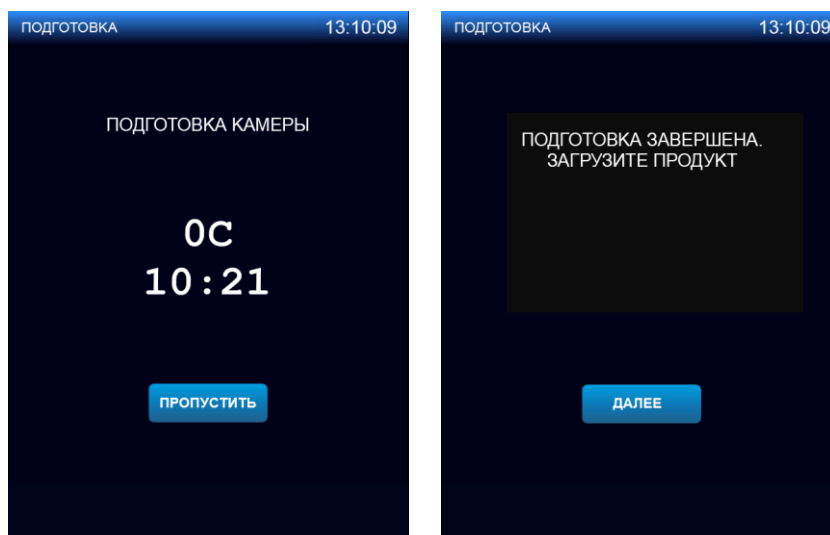 ПОДГОТОВКА 13:10:09
ПОДГОТОВКА КАМЕРЫ
0C
10:21
ПРОПУСТИТЬ
ПОДГОТОВКА 13:10:09
ПОДГОТОВКА ЗАВЕРШЕНА.
ЗАГРУЗИТЕ ПРОДУКТ
ДАЛЕЕ